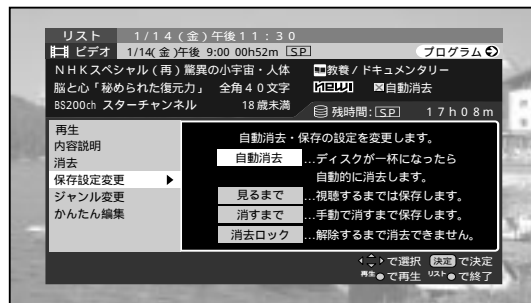 リスト 1/14(金)午後11:30
ビデオ 1/14(金)午後 9:00 00h52m SP プログラム
NHKスペシャル(再)驚異の小宇宙・人体 教養/ドキュメンタリー
脳と心「秘められた復元力」 全角40文字 NEW! 自動消去
BS200ch スターチャンネル 18歳未満 残時間:SP 17h08m
再生
内容説明
消去
保存設定変更
ジャンル変更
かんたん編集
自動消去・保存の設定を変更します。
自動消去 …ディスクが一杯になったら
自動的に消去します。
見るまで …視聴するまでは保存します。
消すまで …手動で消すまで保存します。
消去ロック …解除するまで消去できません。
で選択 決定 で決定
再生 で再生 リスト で終了